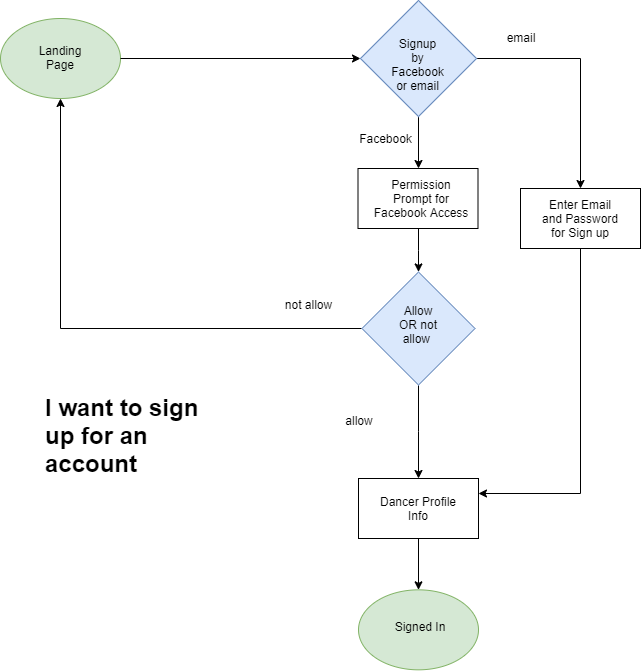 Landing
Page
Signup
by
Facebook
or email
email
Facebook
Permission
Prompt for
Facebook Access
Enter Email
and Password
for Sign up
not allow
Allow
OR not
allow
I want to sign
up for an
account
allow
Dancer Profile
Info
Signed In